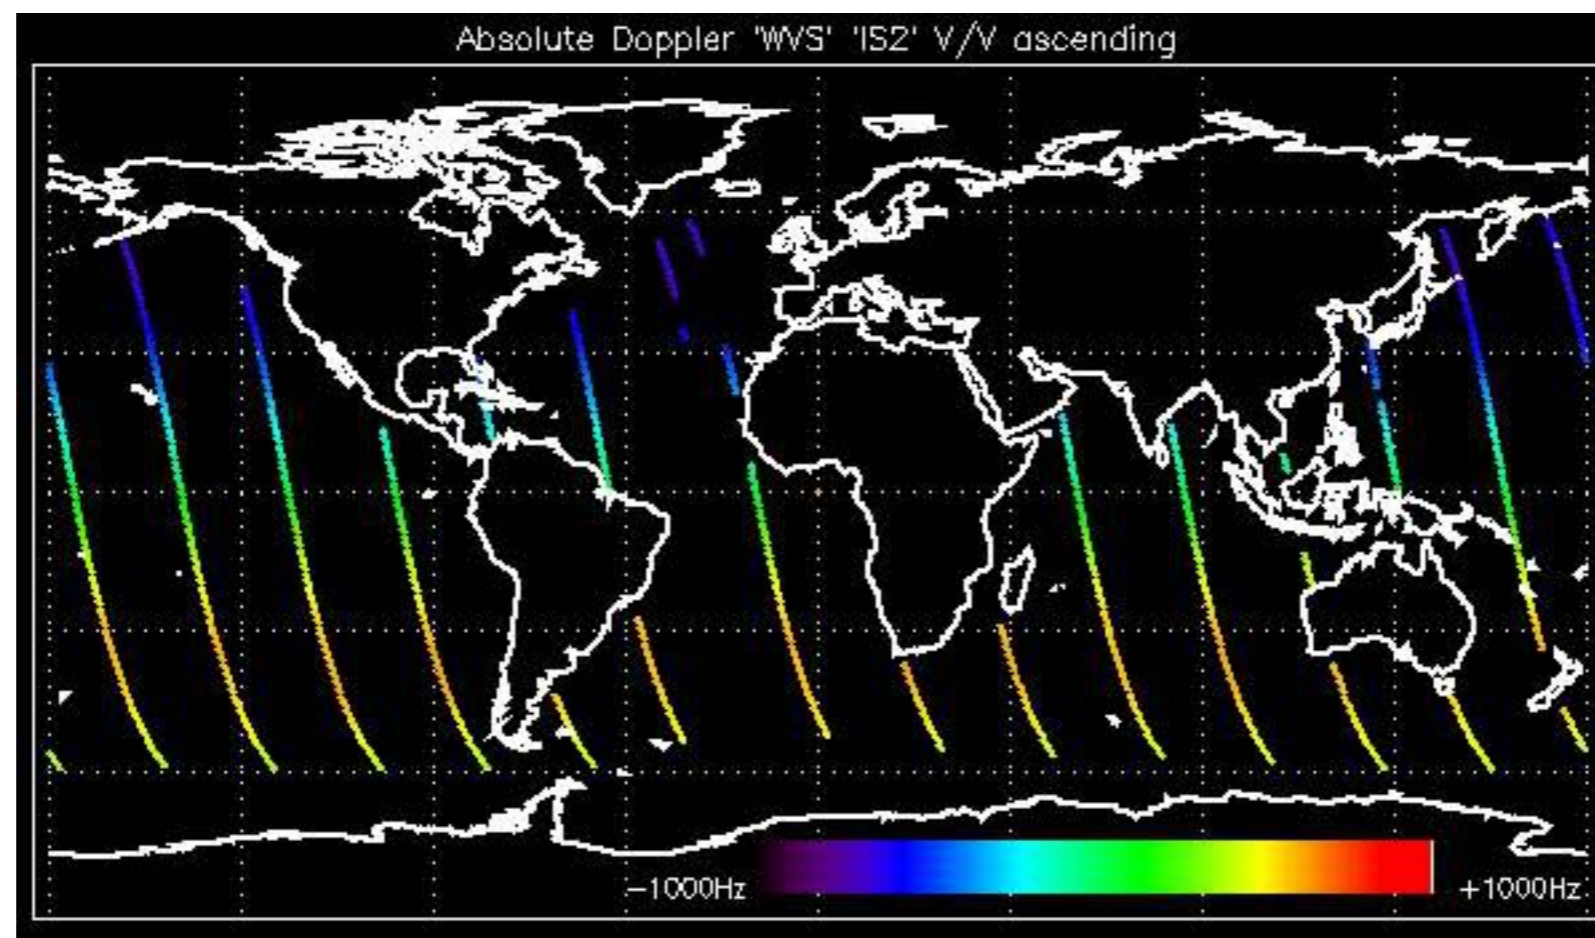 Absolute Doppler 'WVS' 'IS2' V/V ascending
−1000Hz
+1000Hz